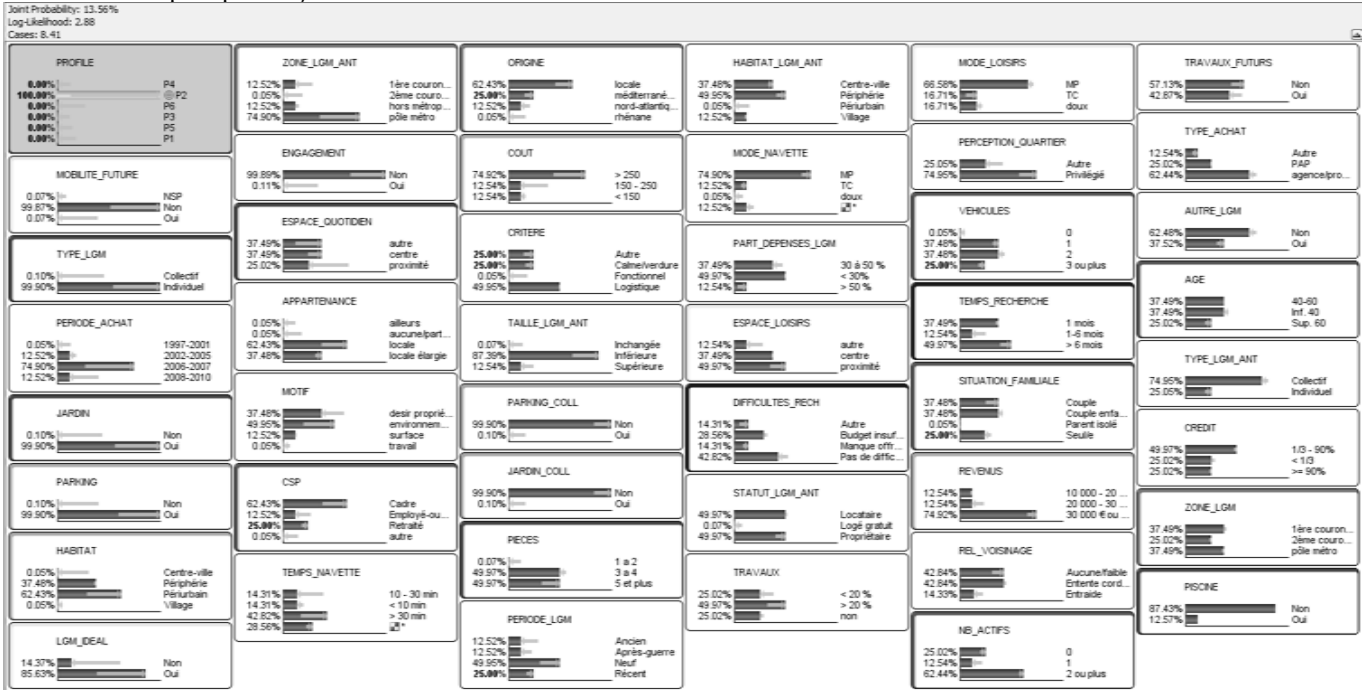 Joint Probability: 13.56%
Log-Likelihood: 2.88
Cases: 8.41
PROFILE
0.00% P4
100.00% P2
0.00% P6
0.00% P3
0.00% P5
0.00% P1
MOBILITE_FUTURE
0.07% NSP
99.87% Non
0.07% Oui
TYPE_LGM
0.10% Collectif
99.90% Individuel
PERIODE_ACHAT
0.05% 1997-2001
12.52% 2002-2005
74.90% 2006-2007
12.52% 2008-2010
JARDIN
0.10% Non
99.90% Oui
PARKING
0.10% Non
99.90% Oui
HABITAT
0.05% Centre-ville
37.48% Périphérie
62.43% Périurbain
0.05% Village
LGM_IDEAL
14.37% Non
85.63% Oui
ZONE_LGM_ANT
12.52% 1ère couron...
0.05% 2ème couro...
12.52% hors métrop...
74.90% pôle métro
ENGAGEMENT
99.89% Non
0.11% Oui
ESPACE_QUOTIDIEN
37.49% autre
37.49% centre
25.02% proximité
APPARTENANCE
0.05% ailleurs
0.05% aucune/part...
62.43% locale
37.48% locale élargie
MOTIF
37.48% desir proprié...
49.95% environnem...
12.52% surface
0.05% travail
CSP
62.43% Cadre
12.52% Employé-ou...
25.00% Retraité
0.05% autre
TEMPS_NAVETTE
14.31% 10 - 30 min
14.31% < 10 min
42.82% > 30 min
28.56% *
ORIGINE
62.43% locale
25.00% méditerrané...
12.52% nord-atlantiq...
0.05% rhénane
COUT
74.92% > 250
12.54% 150 - 250
12.54% < 150
CRITERE
25.00% Autre
25.00% Calme/verdure
0.05% Fonctionnel
49.95% Logistique
TAILLE_LGM_ANT
0.07% Inchangée
87.39% Inférieure
12.54% Supérieure
PARKING_COLL
99.90% Non
0.10% Oui
JARDIN_COLL
99.90% Non
0.10% Oui
PIECES
0.07% 1 a 2
49.97% 3 a 4
49.97% 5 et plus
PERIODE_LGM
12.52% Ancien
12.52% Après-guerre
49.95% Neuf
25.00% Récent
HABITAT_LGM_ANT
37.48% Centre-ville
49.95% Périphérie
0.05% Périurbain
12.52% Village
MODE_NAVETTE
74.90% MP
12.52% TC
0.05% doux
12.52% *
PART_DEPENSES_LGM
37.49% 30 à 50 %
49.97% < 30%
12.54% > 50 %
ESPACE_LOISIRS
12.54% autre
37.49% centre
49.97% proximité
DIFFICULTES_RECH
14.31% Autre
28.56% Budget insuf...
14.31% Manque offr...
42.82% Pas de diffic...
STATUT_LGM_ANT
49.97% Locataire
0.07% Logé gratuit
49.97% Propriétaire
TRAVAUX
25.02% < 20 %
49.97% > 20 %
25.02% non
MODE_LOISIRS
66.58% MP
16.71% TC
16.71% doux
PERCEPTION_QUARTIER
25.05% Autre
74.95% Privilégié
VEHICULES
0.05% 0
37.48% 1
37.48% 2
25.00% 3 ou plus
TEMPS_RECHERCHE
37.49% 1 mois
12.54% 1-6 mois
49.97% > 6 mois
SITUATION_FAMILIALE
37.48% Couple
37.48% Couple enfa...
0.05% Parent isolé
25.00% Seul/e
REVENUS
12.54% 10 000 - 20 ...
12.54% 20 000 - 30 ...
74.92% 30 000 € ou ...
REL_VOISINAGE
42.84% Aucune/faible
42.84% Entente cord...
14.33% Entraide
NB_ACTIFS
25.02% 0
12.54% 1
62.44% 2 ou plus
TRAVAUX_FUTURS
57.13% Non
42.87% Oui
TYPE_ACHAT
12.54% Autre
25.02% PAP
62.44% agence/pro...
AUTRE_LGM
62.48% Non
37.52% Oui
AGE
37.49% 40-60
37.49% Inf. 40
25.02% Sup. 60
TYPE_LGM_ANT
74.95% Collectif
25.05% Individuel
CREDIT
49.97% 1/3 - 90%
25.02% < 1/3
25.02% >= 90%
ZONE_LGM
37.49% 1ère couron...
25.02% 2ème couro...
37.49% pôle métro
PISCINE
87.43% Non
12.57% Oui